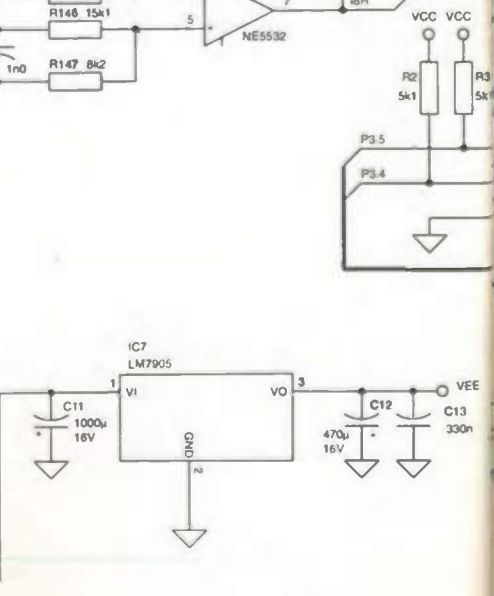 R146 15k1
5
NE5532
1n0
R147 8k2
VCC VCC
R2
5k1
R3
5k1
P3.5
P3.4
IC7
LM7905
1
VI
VO
3
GND
2
VEE
C11
1000µ
16V
C12
470µ
16V
C13
330n